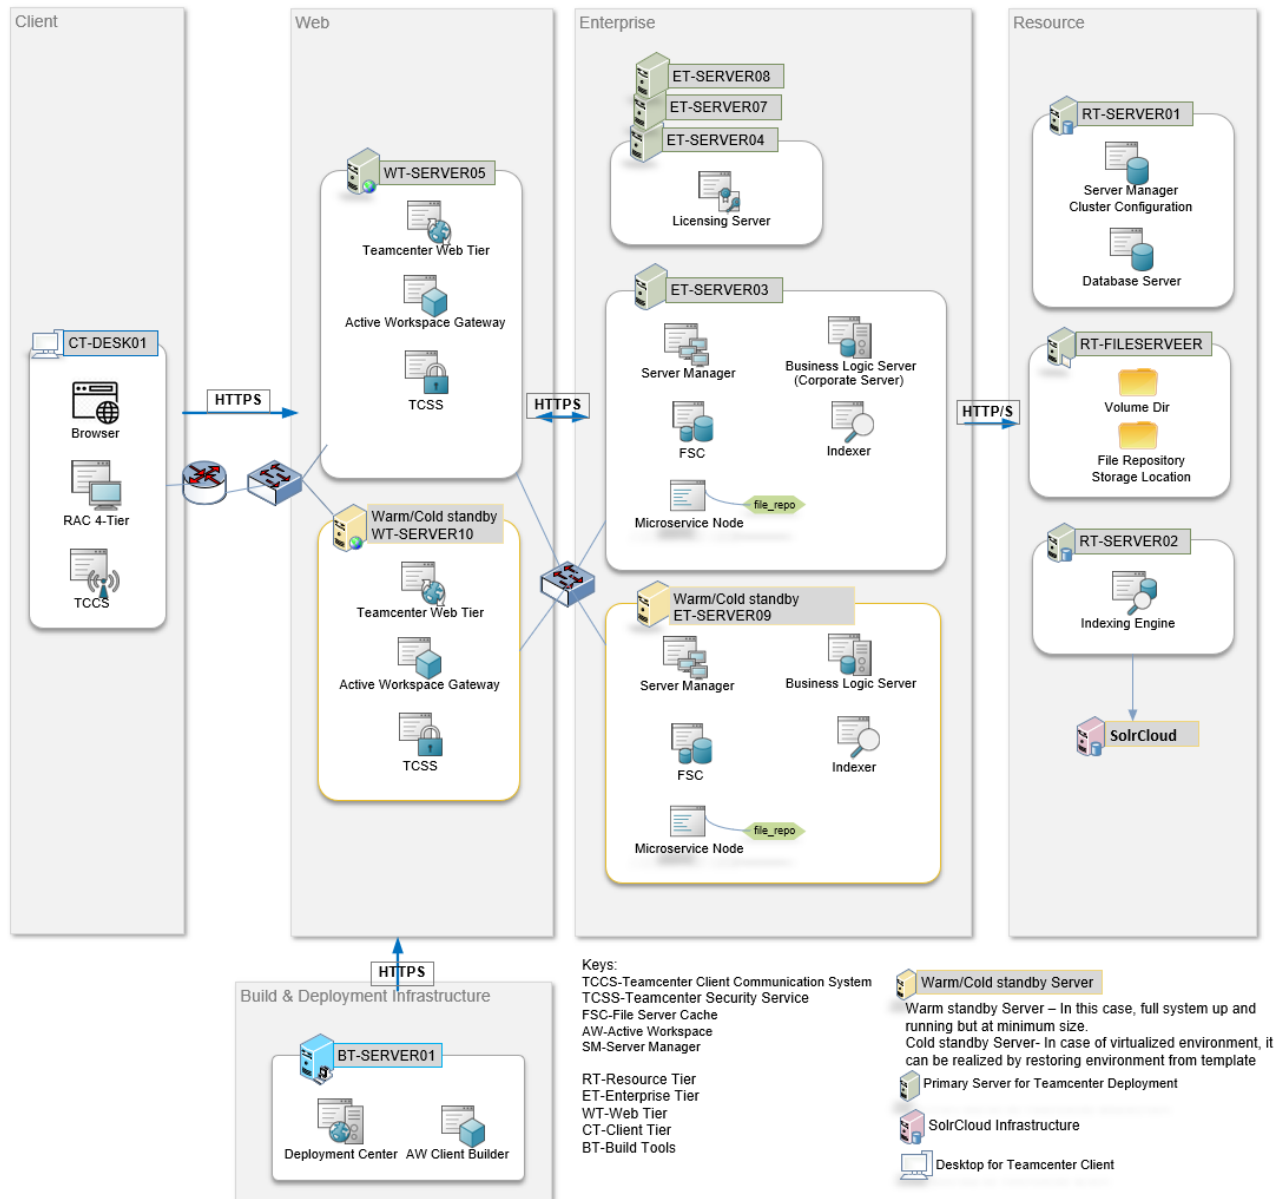 Client
CT-DESK01
Browser
RAC 4-Tier
TCCS
HTTPS
Web
WT-SERVER05
Teamcenter Web Tier
Active Workspace Gateway
TCSS
Warm/Cold standby
WT-SERVER10
Teamcenter Web Tier
Active Workspace Gateway
TCSS
HTTPS
Enterprise
ET-SERVER08
ET-SERVER07
ET-SERVER04
Licensing Server
ET-SERVER03
Server Manager
Business Logic Server
(Corporate Server)
FSC
Indexer
Microservice Node
file_repo
Warm/Cold standby
ET-SERVER09
Server Manager
Business Logic Server
FSC
Indexer
Microservice Node
file_repo
HTTP/S
Resource
RT-SERVER01
Server Manager
Cluster Configuration
Database Server
RT-FILESERVEER
Volume Dir
File Repository
Storage Location
RT-SERVER02
Indexing Engine
SolrCloud
HTTPS
Build & Deployment Infrastructure
BT-SERVER01
Deployment Center
AW Client Builder
Keys:
TCCS-Teamcenter Client Communication System
TCSS-Teamcenter Security Service
FSC-File Server Cache
AW-Active Workspace
SM-Server Manager
RT-Resource Tier
ET-Enterprise Tier
WT-Web Tier
CT-Client Tier
BT-Build Tools
Warm/Cold standby Server
Warm standby Server – In this case, full system up and
running but at minimum size.
Cold standby Server- In case of virtualized environment, it
can be realized by restoring environment from template
Primary Server for Teamcenter Deployment
SolrCloud Infrastructure
Desktop for Teamcenter Client